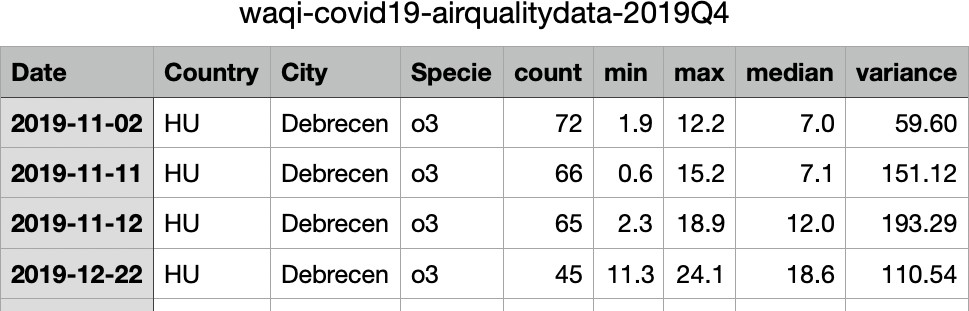 waqi-covid19-airqualitydata-2019Q4
Date Country City Specie count min max median variance
2019-11-02 HU Debrecen o3 72 1.9 12.2 7.0 59.60
2019-11-11 HU Debrecen o3 66 0.6 15.2 7.1 151.12
2019-11-12 HU Debrecen o3 65 2.3 18.9 12.0 193.29
2019-12-22 HU Debrecen o3 45 11.3 24.1 18.6 110.54